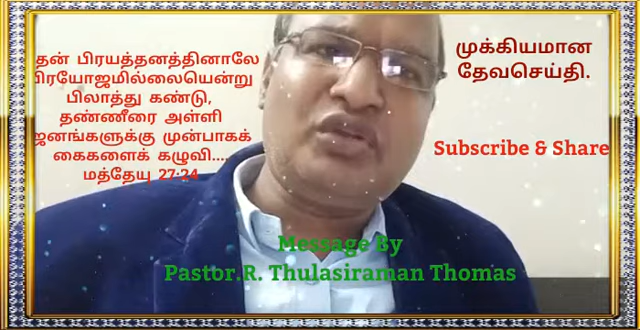 தன் பிரயத்தனத்தினாலே
பிரயோஜமில்லையென்று
பிலாத்து கண்டு,
தண்ணீரை அள்ளி
ஜனங்களுக்கு முன்பாகக்
கைகளைக் கழுவி....
மத்தேயு 27:24
முக்கியமான
தேவசெய்தி.
Subscribe & Share
Message By
Pastor.R. Thulasiraman Thomas